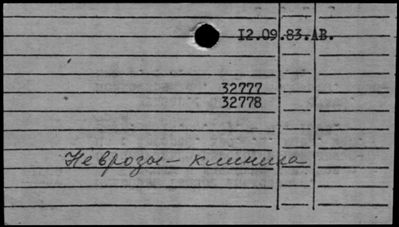 12.09.83.АВ.
32777
32778
Неврозы — клиника